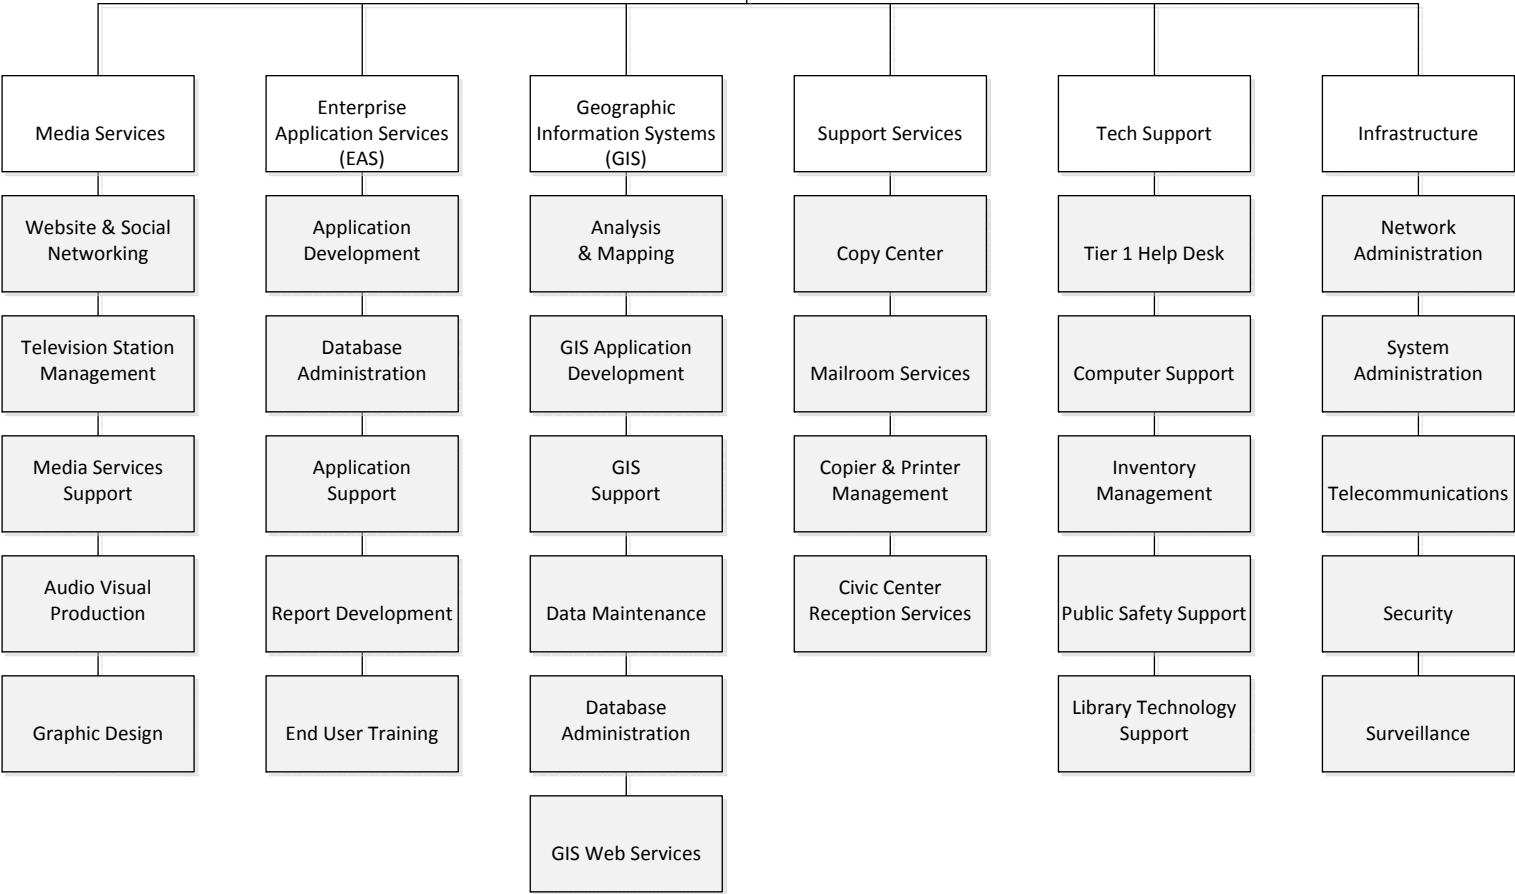 Media Services
Enterprise
Application Services
(EAS)
Geographic
Information Systems
(GIS)
Support Services
Tech Support
Infrastructure
Website & Social
Networking
Application
Development
Analysis
& Mapping
Copy Center
Tier 1 Help Desk
Network
Administration
Television Station
Management
Database
Administration
GIS Application
Development
Mailroom Services
Computer Support
System
Administration
Media Services
Support
Application
Support
GIS
Support
Copier & Printer
Management
Inventory
Management
Telecommunications
Audio Visual
Production
Report Development
Data Maintenance
Civic Center
Reception Services
Public Safety Support
Security
Graphic Design
End User Training
Database
Administration
Library Technology
Support
Surveillance
GIS Web Services